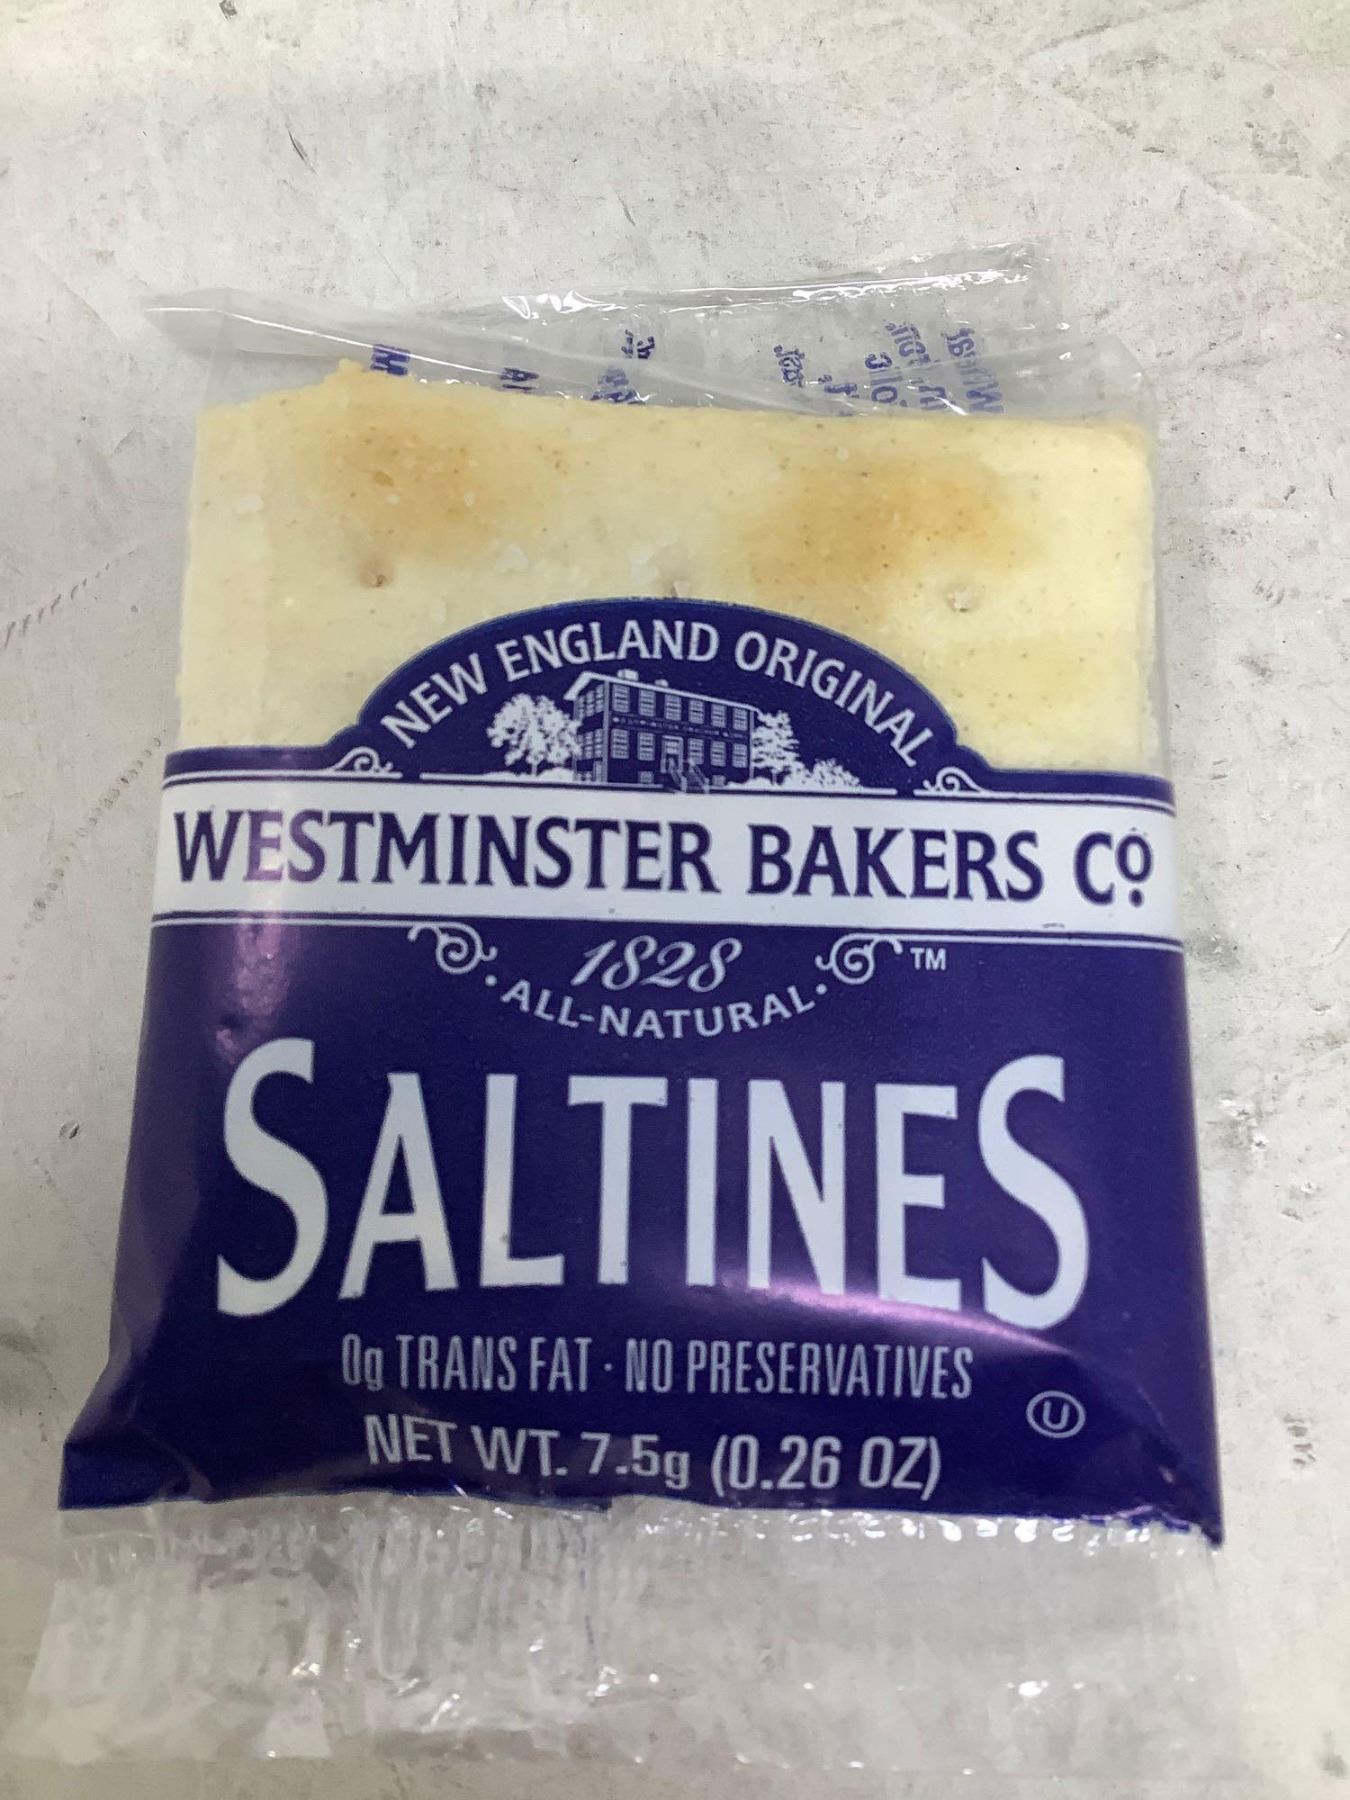 NEW ENGLAND ORIGINAL
WESTMINSTER BAKERS Co.
1828
TM
· ALL-NATURAL ·
SALTINES
0g TRANS FAT · NO PRESERVATIVES
U
NET WT. 7.5g (0.26 OZ)